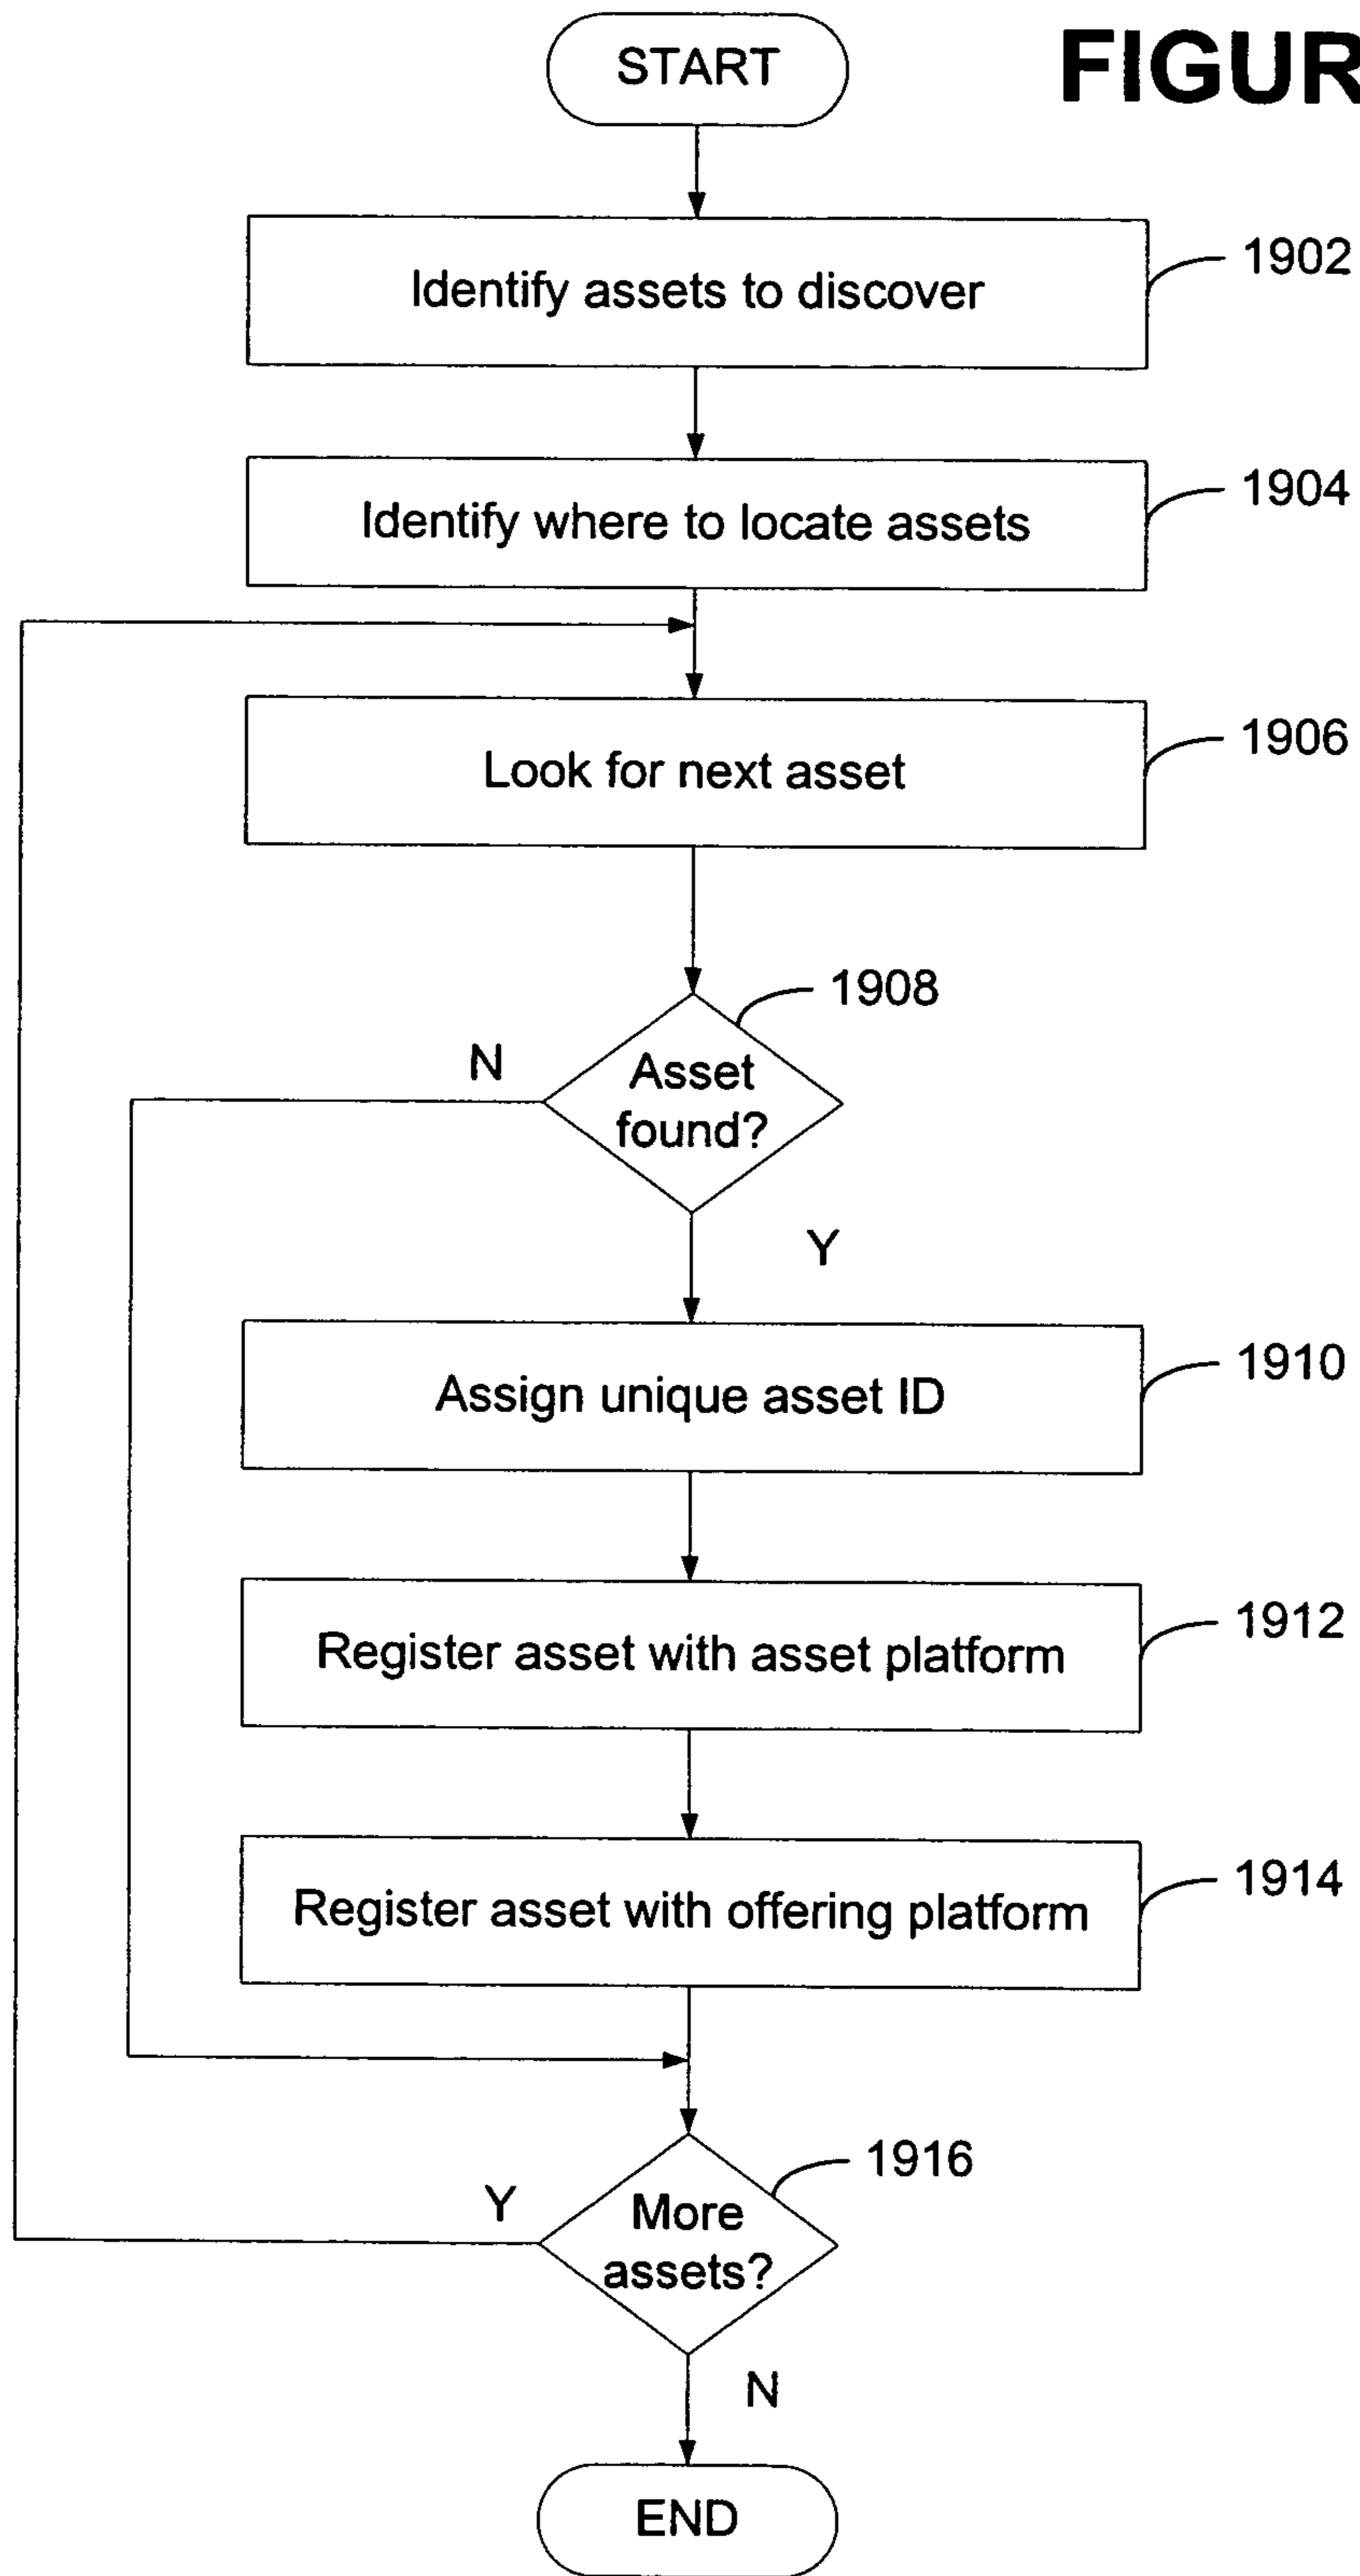 START
FIGUR
Identify assets to discover
1902
Identify where to locate assets
1904
Look for next asset
1906
1908
N
Asset
found?
Y
Assign unique asset ID
1910
Register asset with asset platform
1912
Register asset with offering platform
1914
1916
Y
More
assets?
N
END